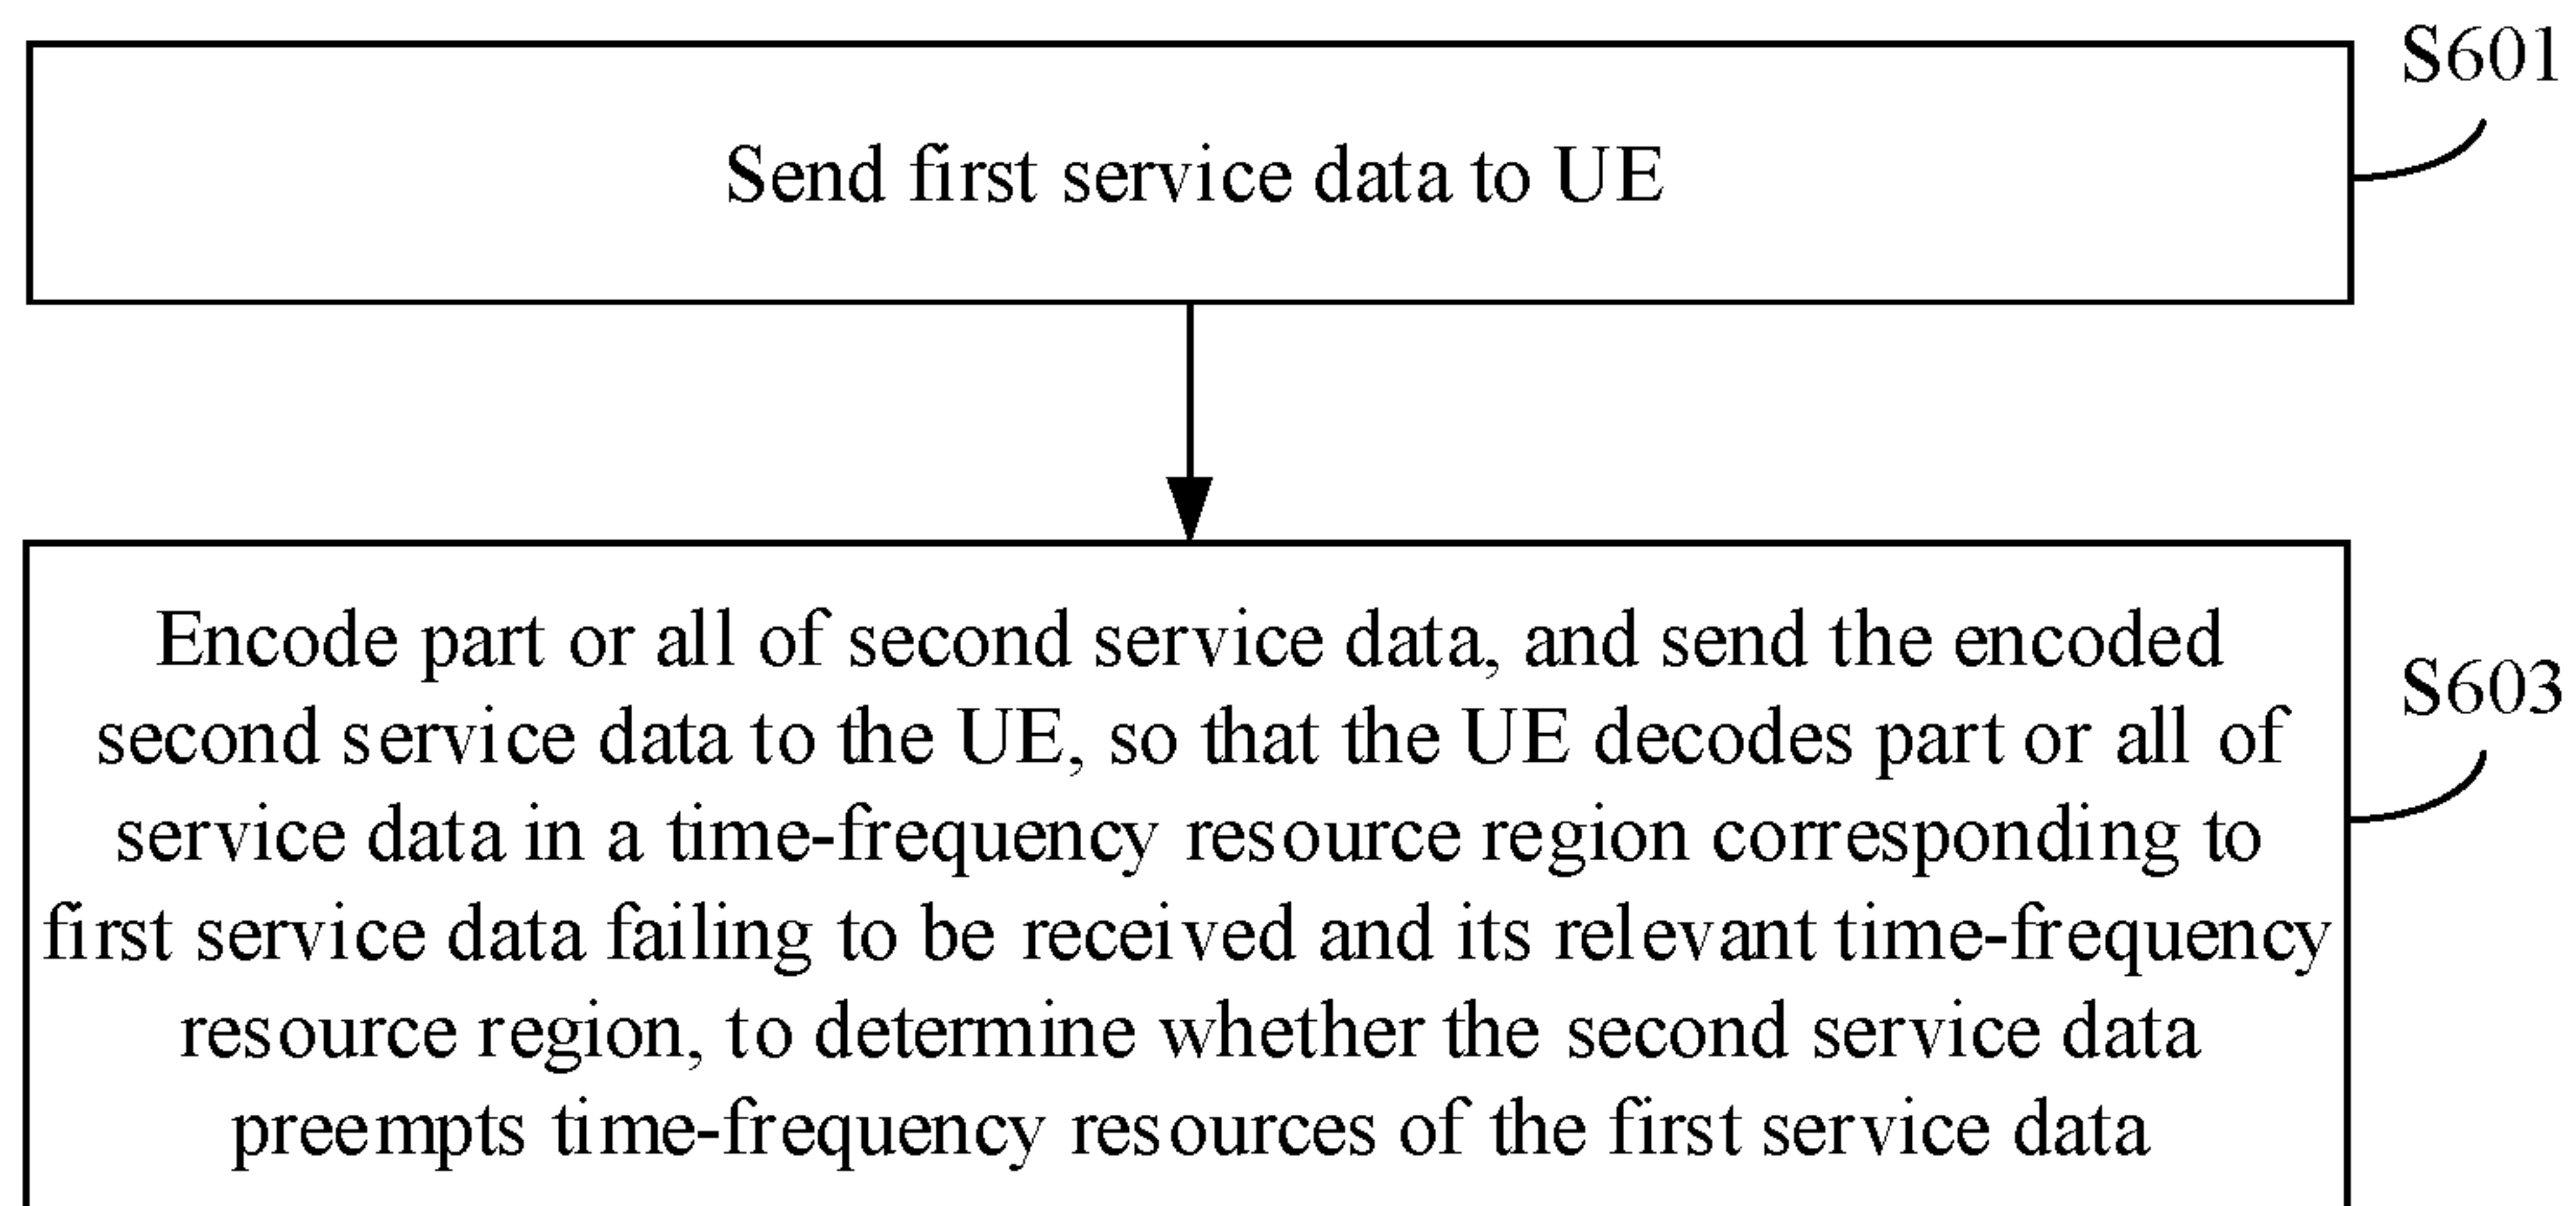 S601
Send first service data to UE
Encode part or all of second service data, and send the encoded
second service data to the UE, so that the UE decodes part or all of
S603
service data in a time-frequency resource region corresponding to
first service data failing to be received and its relevant time-frequency
resource region, to determine whether the second service data
preempts time-frequency resources of the first service data